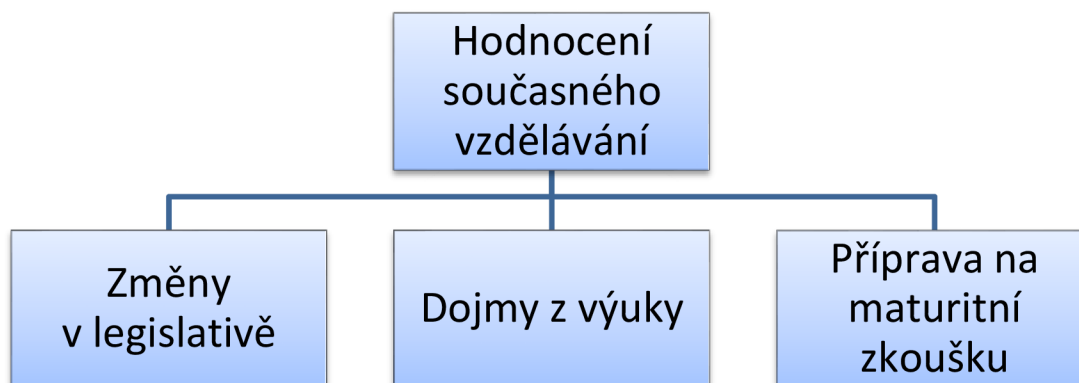 Hodnocení
současného
vzdělávání
Změny
v legislativě
Dojmy z výuky
Příprava na
maturitní
zkoušku